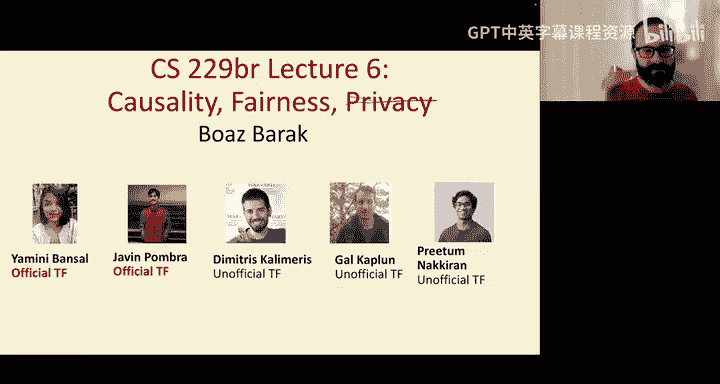 GPT中英字幕课程资源 bilibili
CS 229br Lecture 6:
Causality, Fairness, Privacy
Boaz Barak
Yamini Bansal
Official TF
Javin Pombra
Official TF
Dimitris Kalimeris
Unofficial TF
Gal Kaplun
Unofficial TF
Preetum
Nakkiran
Unofficial TF